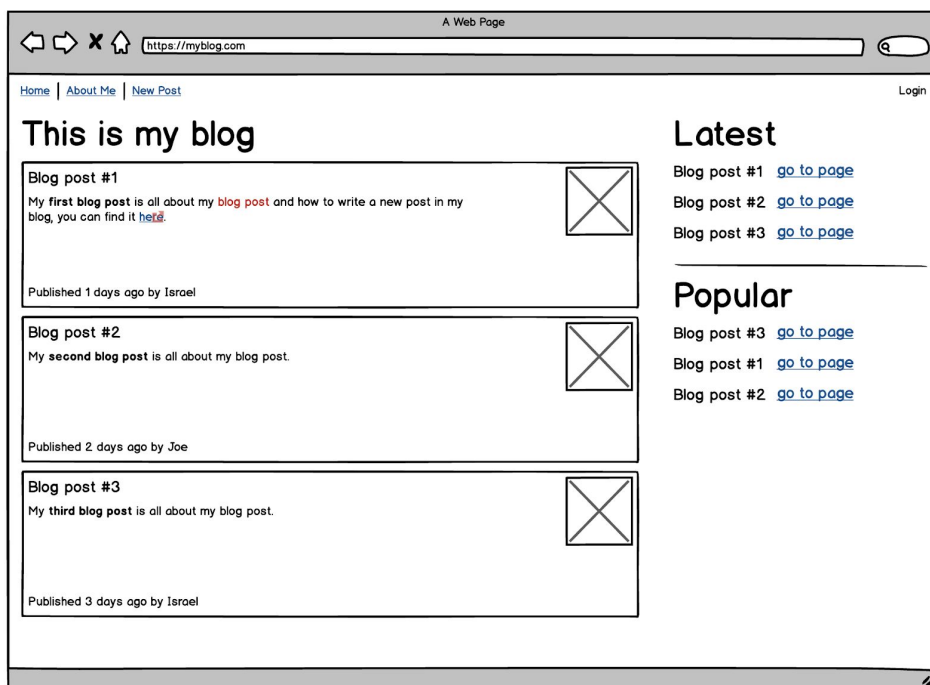 A Web Page
https://myblog.com
Home | About Me | New Post
Login
This is my blog
Blog post #1
My first blog post is all about my blog post and how to write a new post in my
blog, you can find it here.
Published 1 days ago by Israel
Blog post #2
My second blog post is all about my blog post.
Published 2 days ago by Joe
Blog post #3
My third blog post is all about my blog post.
Published 3 days ago by Israel
Latest
Blog post #1 go to page
Blog post #2 go to page
Blog post #3 go to page
Popular
Blog post #3 go to page
Blog post #1 go to page
Blog post #2 go to page